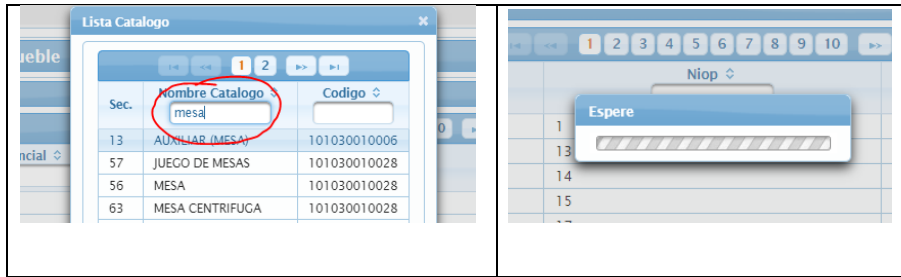 Lista Catalogo
ueble
1 2
Sec. Nombre Catalogo Codigo
mesa
ncial
0
13 AUXILIAR (MESA) 101030010006
57 JUEGO DE MESAS 101030010028
56 MESA 101030010028
63 MESA CENTRIFUGA 101030010028
1 2 3 4 5 6 7 8 9 10
Niop
Espere
1
13
14
15